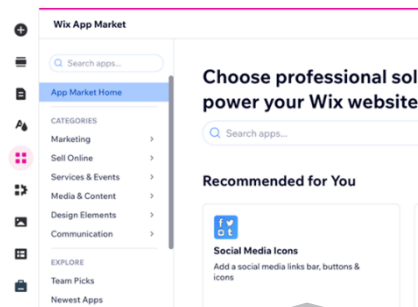 Wix App Market
Search apps...
App Market Home
CATEGORIES
Marketing
Sell Online
Services & Events
Media & Content
Design Elements
Communication
EXPLORE
Team Picks
Newest Apps
Choose professional sol
power your Wix website
Search apps...
Recommended for You
Social Media Icons
Add a social media links bar, buttons &
icons